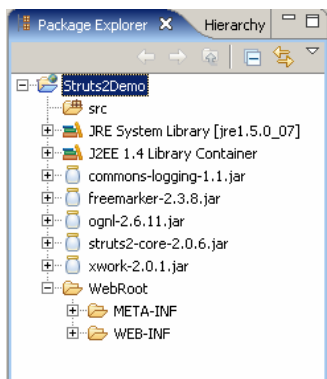 Package Explorer Hierarchy
Struts2Demo
src
JRE System Library [jre1.5.0_07]
J2EE 1.4 Library Container
commons-logging-1.1.jar
freemarker-2.3.8.jar
ognl-2.6.11.jar
struts2-core-2.0.6.jar
xwork-2.0.1.jar
WebRoot
META-INF
WEB-INF